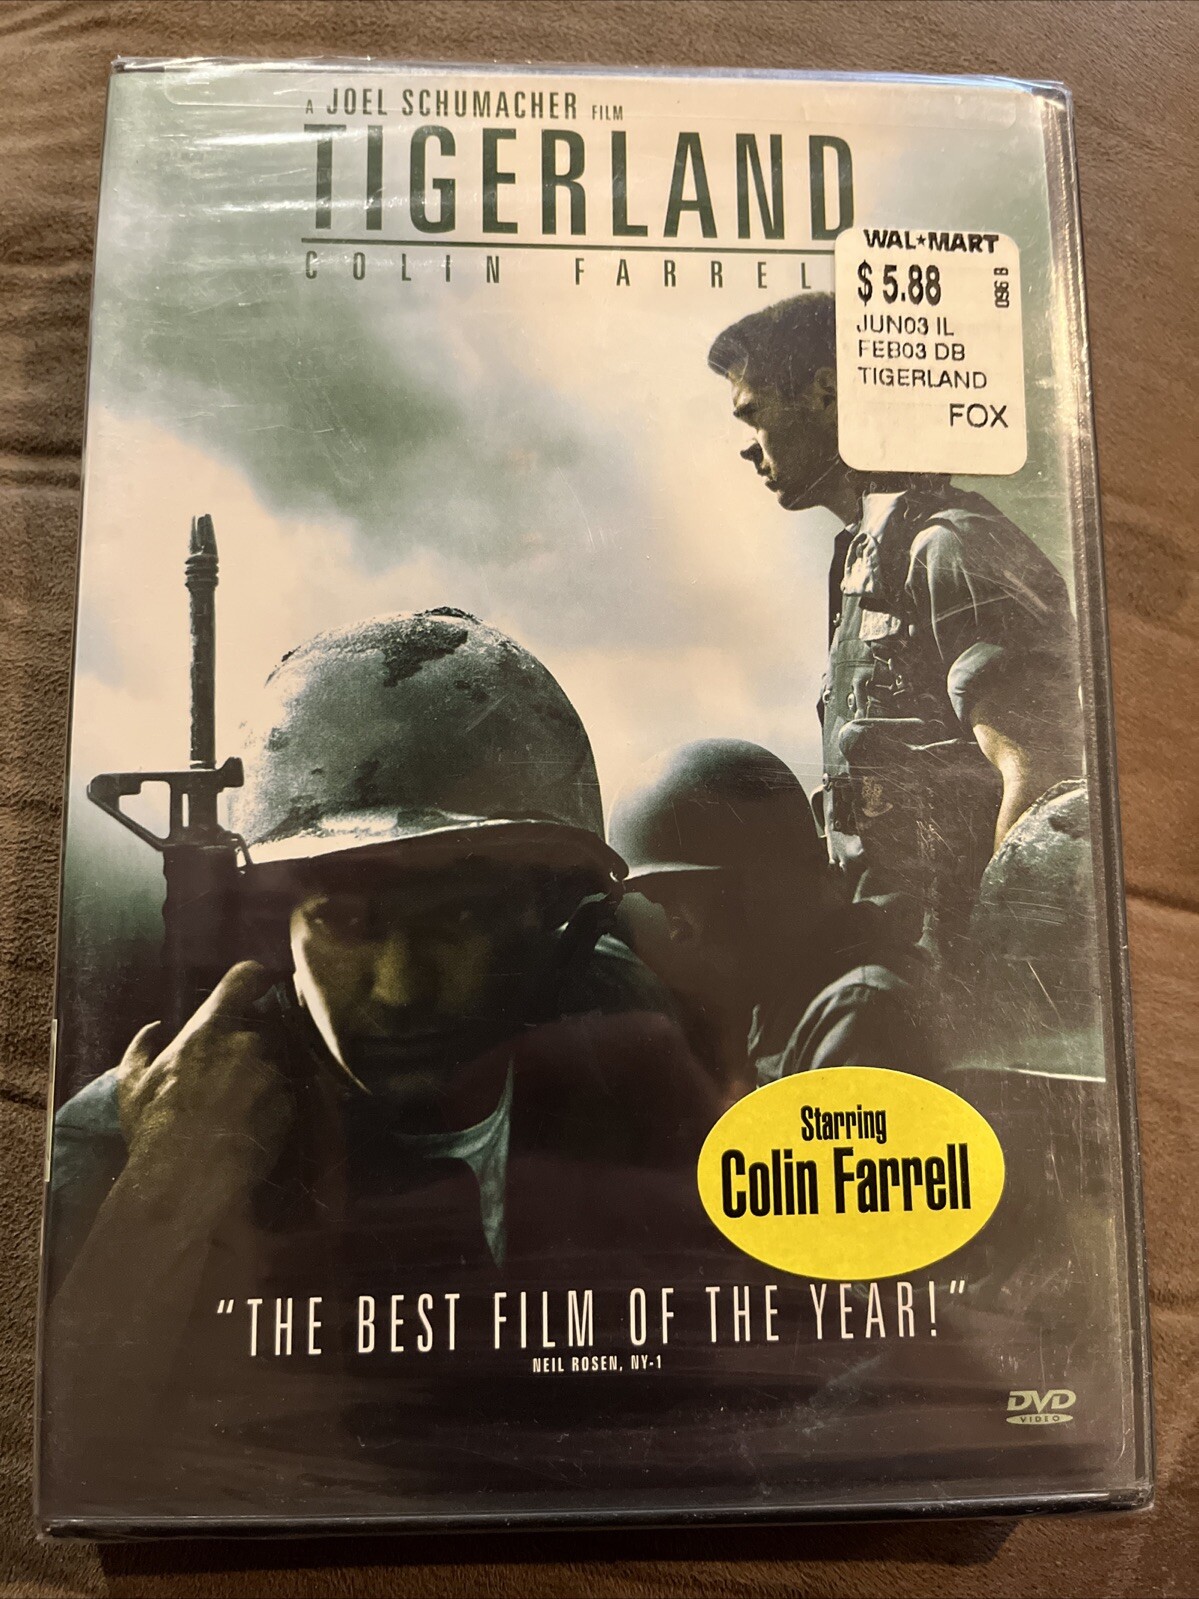 A JOEL SCHUMACHER FILM
TIGERLAND
COLIN FARREL
WAL★MART
$5.88
096 B
JUN03 IL
FEB03 DB
TIGERLAND
FOX
Starring
Colin Farrell
"THE BEST FILM OF THE YEAR!"
NEIL ROSEN, NY-1
DVD
VIDEO